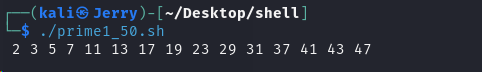 ┌──(kali㉿Jerry)-[~/Desktop/shell]
└─$ ./prime1_50.sh
2 3 5 7 11 13 17 19 23 29 31 37 41 43 47